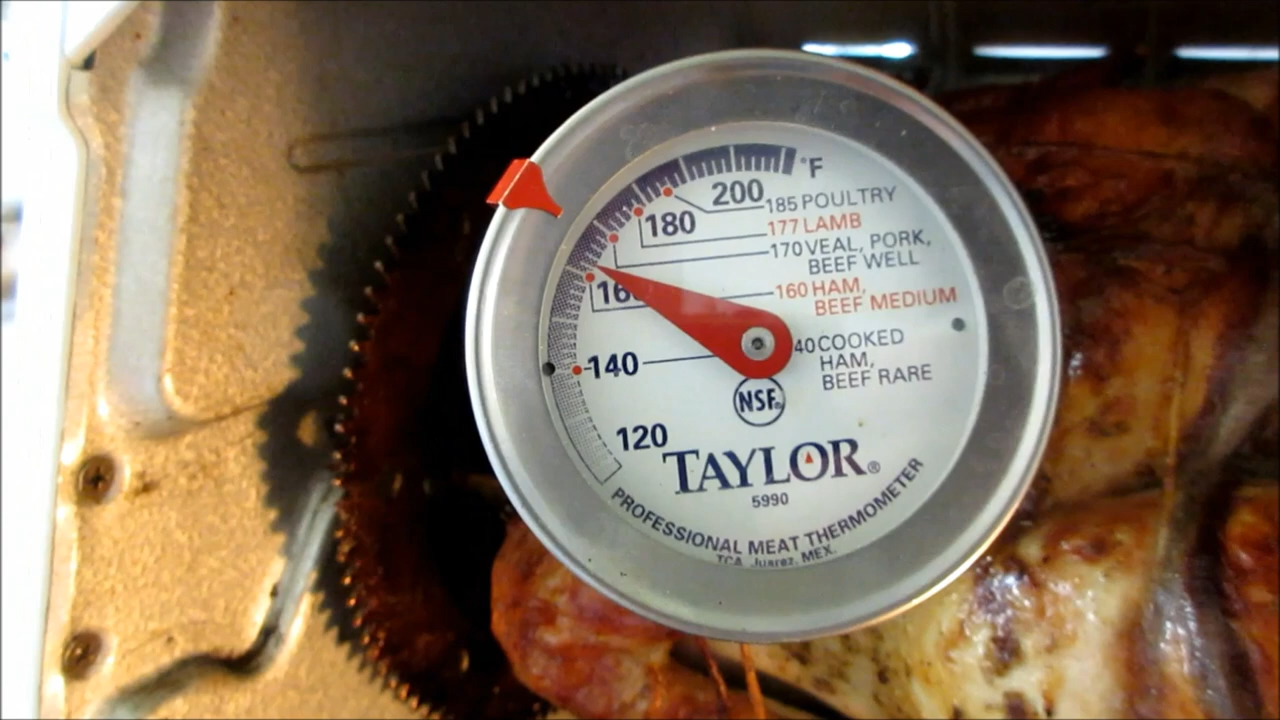 °F
200
185 POULTRY
180
177 LAMB
170 VEAL, PORK,
BEEF WELL
160 HAM,
BEEF MEDIUM
40 COOKED
HAM,
BEEF RARE
140
NSF®
120
TAYLOR®
5990
PROFESSIONAL MEAT THERMOMETER
TCA Juarez, MEX.